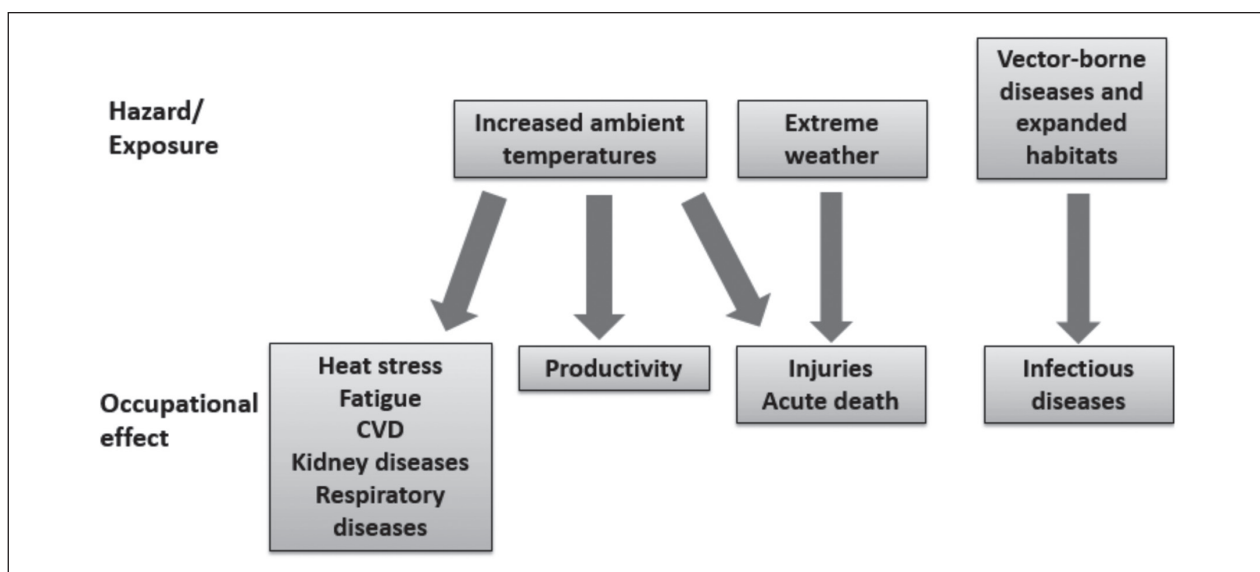 Hazard/
Exposure
Increased ambient
temperatures
Extreme
weather
Vector-borne
diseases and
expanded
habitats
Occupational
effect
Heat stress
Fatigue
CVD
Kidney diseases
Respiratory
diseases
Productivity
Injuries
Acute death
Infectious
diseases